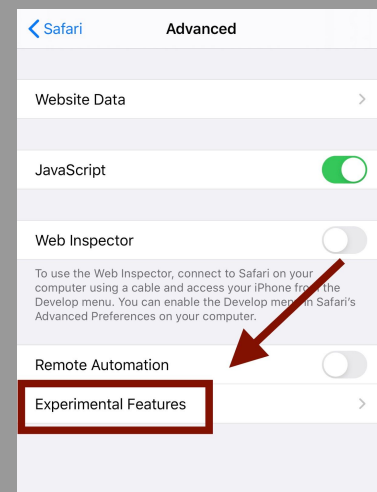 Safari
Advanced
Website Data
JavaScript
Web Inspector
To use the Web Inspector, connect to Safari on your
computer using a cable and access your iPhone from the
Develop menu. You can enable the Develop menu in Safari's
Advanced Preferences on your computer.
Remote Automation
Experimental Features